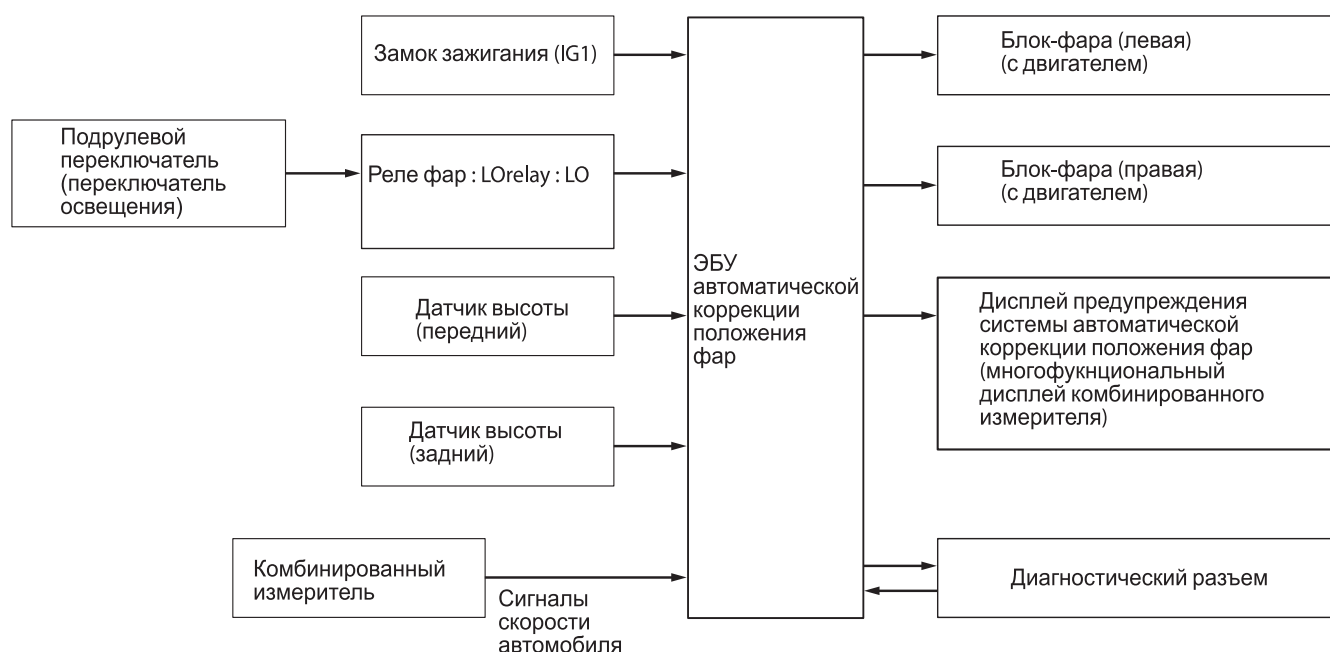 Замок зажигания (IG1)
Подрулевой
переключатель
(переключатель
освещения)
Реле фар : LOrelay : LO
Датчик высоты
(передний)
Датчик высоты
(задний)
Комбинированный
измеритель
Сигналы
скорости
автомобиля
ЭБУ
автоматической
коррекции
положения
фар
Блок-фара (левая)
(с двигателем)
Блок-фара (правая)
(с двигателем)
Дисплей предупреждения
системы автоматической
коррекции положения фар
(многофукнциональный
дисплей комбинированного
измерителя)
Диагностический разъем